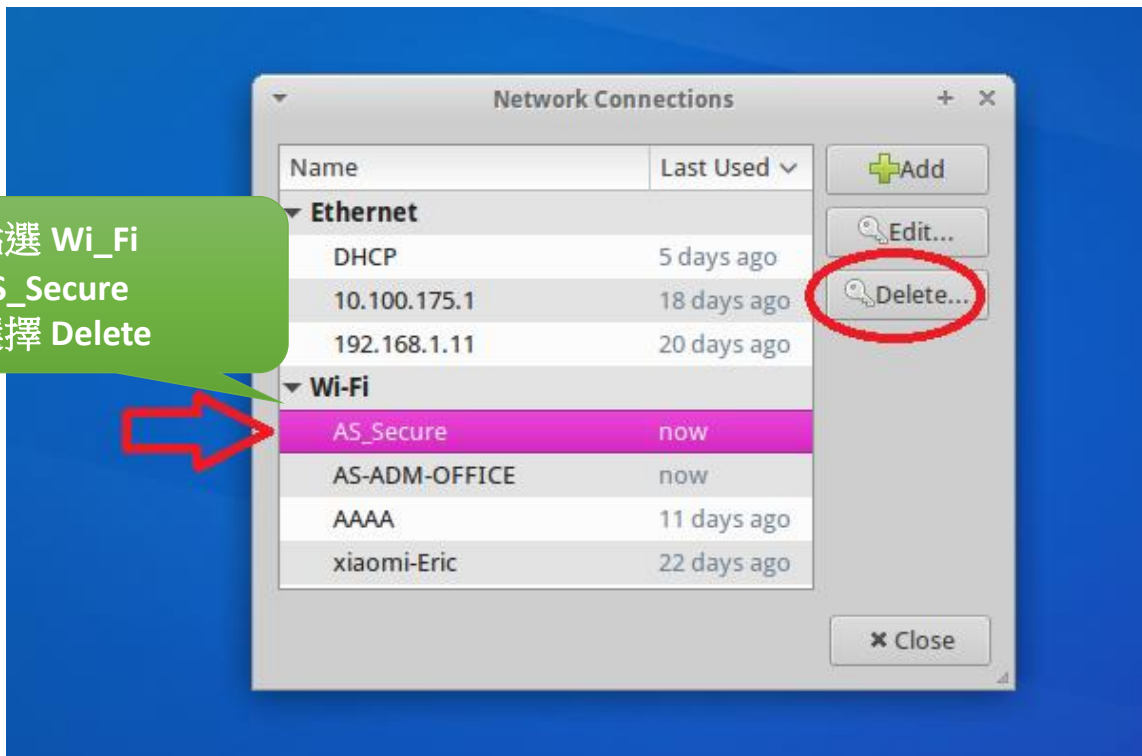 Network Connections
Name Last Used
Add
Ethernet
Edit...
選 Wi_Fi
DHCP 5 days ago
_Secure
10.100.175.1 18 days ago
Delete...
擇 Delete
192.168.1.11 20 days ago
Wi-Fi
AS_Secure now
AS-ADM-OFFICE now
AAAA 11 days ago
xiaomi-Eric 22 days ago
Close